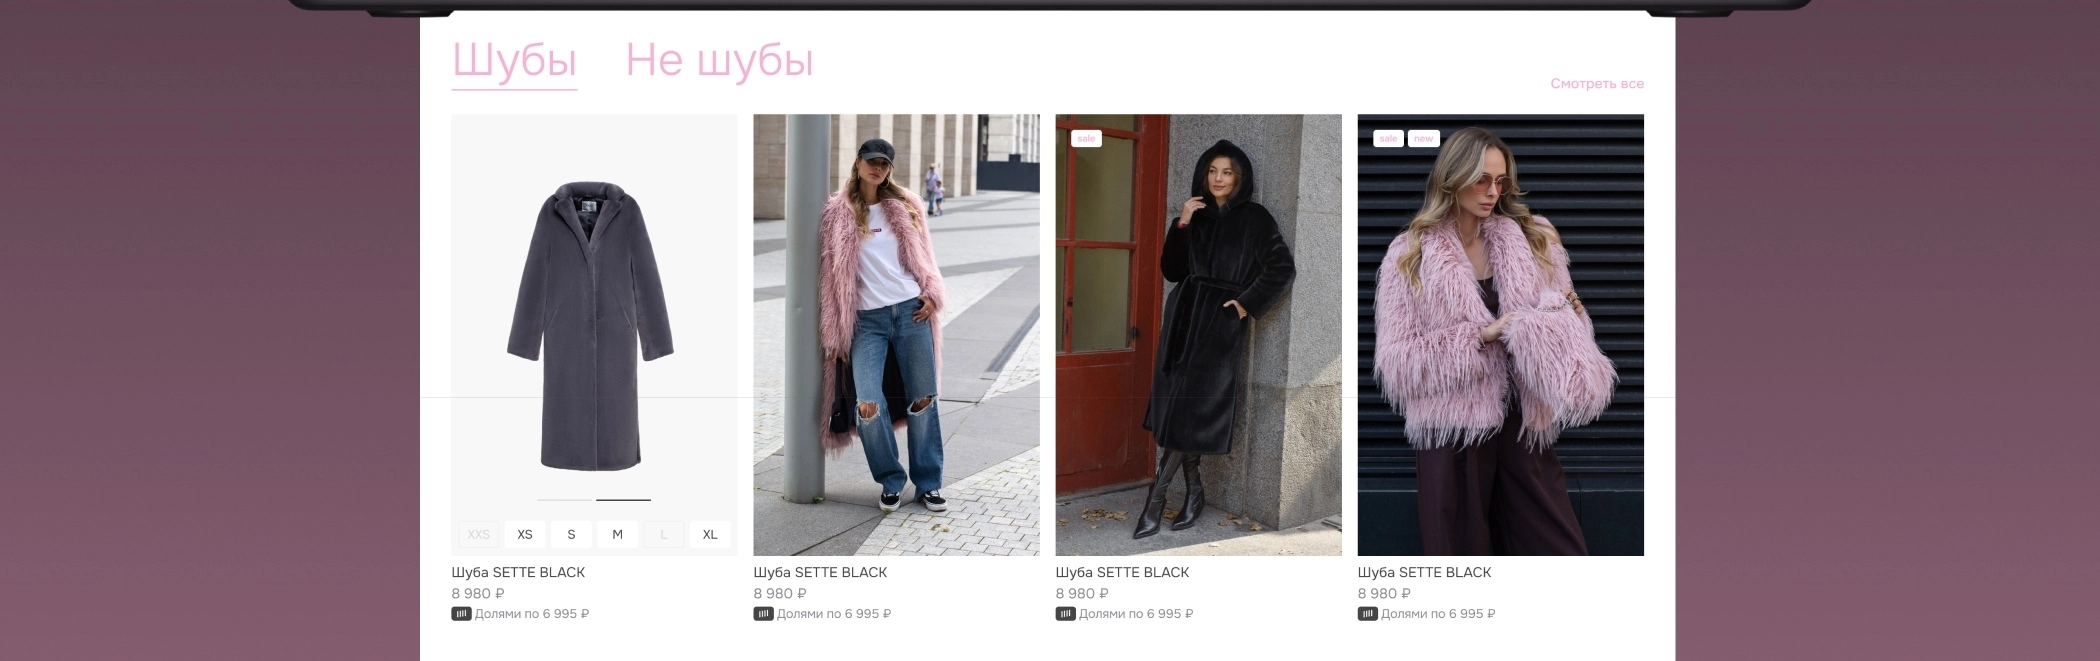 Шубы Не шубы
Смотреть все
sale
sale new
XXS XS S M L XL
Шуба SETTE BLACK
8 980 ₽
Долями по 6 995 ₽
Шуба SETTE BLACK
8 980 ₽
Долями по 6 995 ₽
Шуба SETTE BLACK
8 980 ₽
Долями по 6 995 ₽
Шуба SETTE BLACK
8 980 ₽
Долями по 6 995 ₽